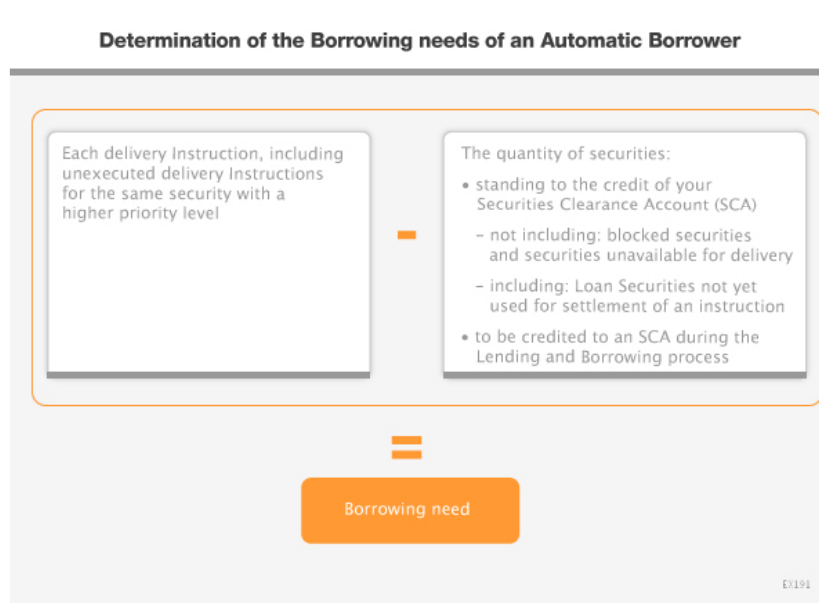 Determination of the Borrowing needs of an Automatic Borrower
Each delivery Instruction, including
unexecuted delivery Instructions
for the same security with a
higher priority level
-
The quantity of securities:
• standing to the credit of your
Securities Clearance Account (SCA)
– not including: blocked securities
and securities unavailable for delivery
– including: Loan Securities not yet
used for settlement of an instruction
• to be credited to an SCA during the
Lending and Borrowing process
=
Borrowing need
EX191